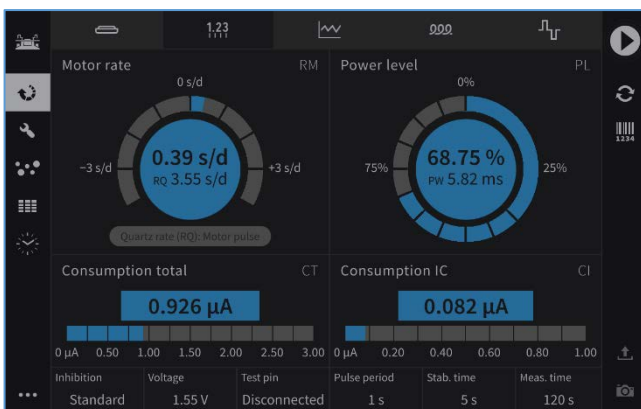 1.23
Motor rate RM
0 s/d
-3 s/d
+3 s/d
0.39 s/d
RQ 3.55 s/d
Quartz rate (RQ): Motor pulse
Power level PL
0%
25%
75%
68.75 %
PW 5.82 ms
1234
Consumption total CT
0.926 µA
0 µA 0.50 1.00 1.50 2.00 2.50 3.00
Consumption IC CI
0.082 µA
0 µA 0.20 0.40 0.60 0.80 1.00
Inhibition Voltage Test pin Pulse period Stab. time Meas. time
Standard 1.55 V Disconnected 1 s 5 s 120 s